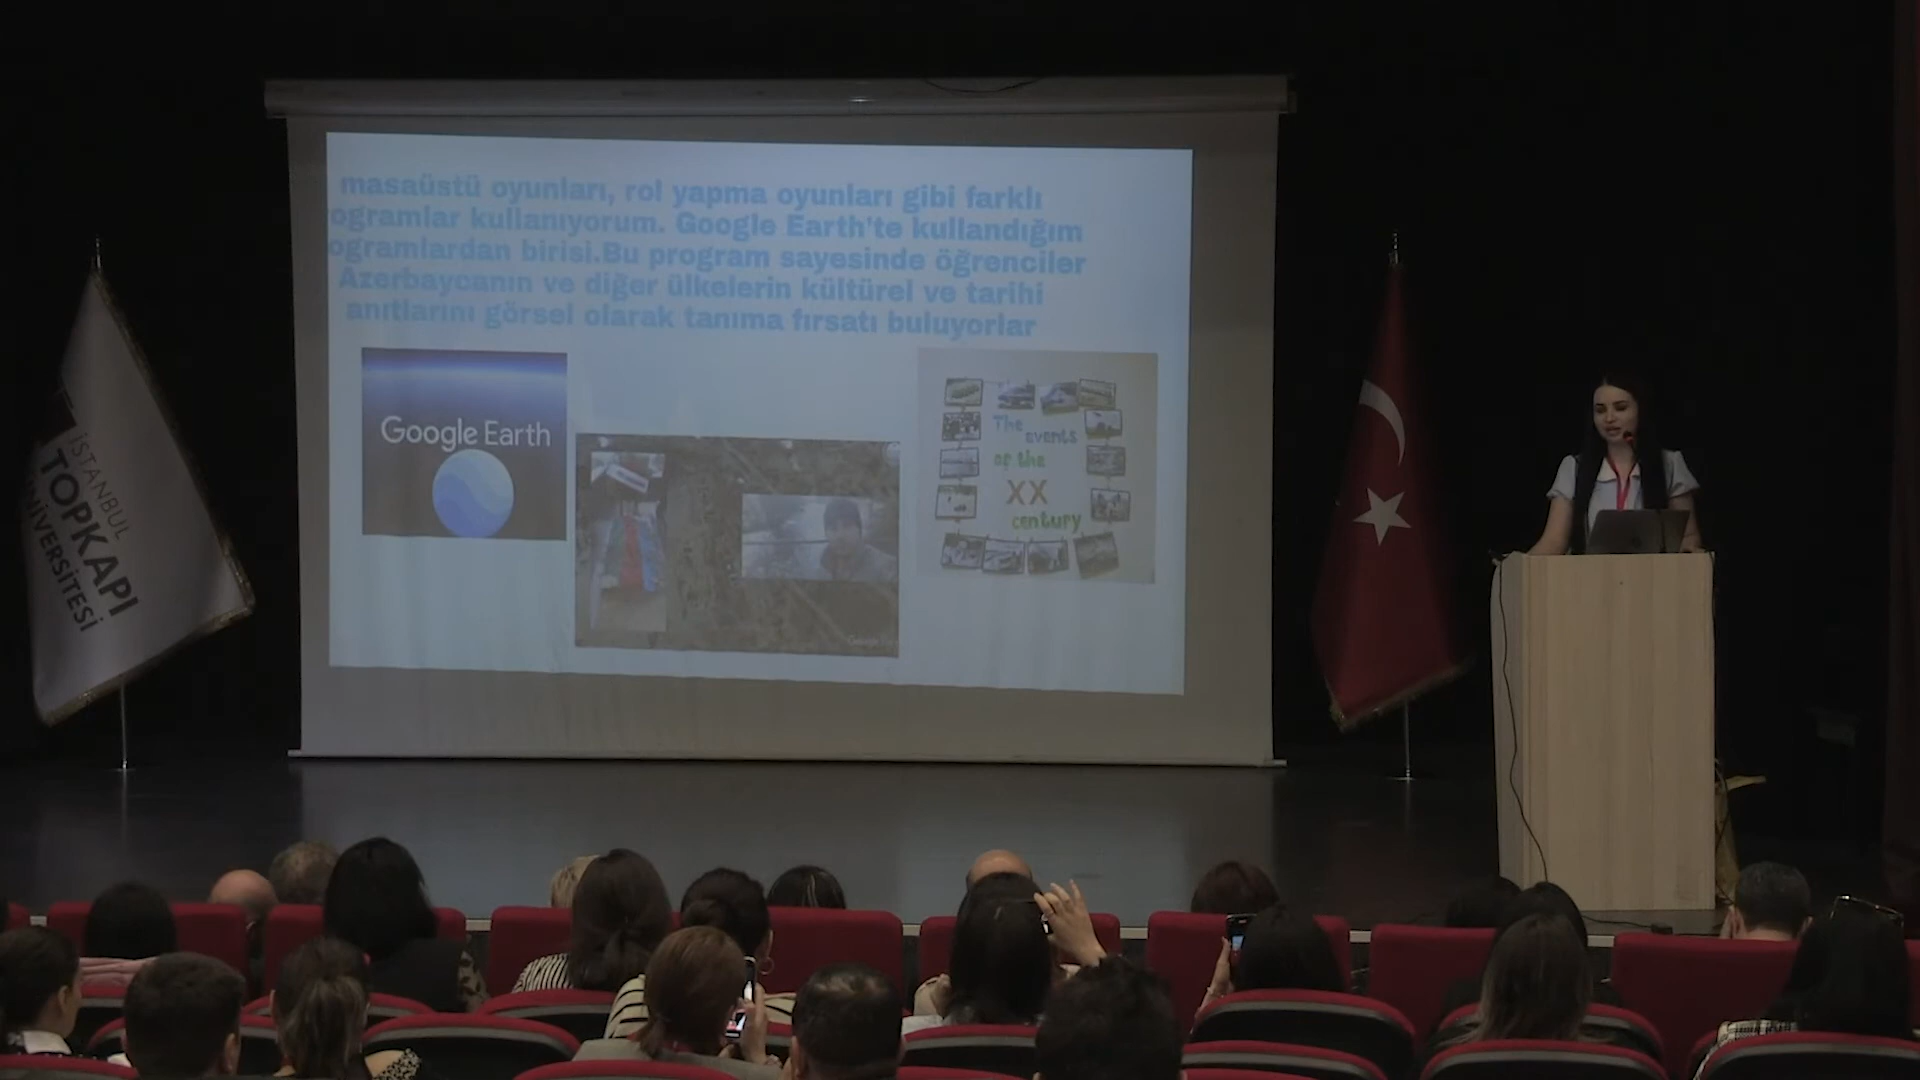 masaüstü oyunları, rol yapma oyunları gibi farklı
ogramlar kullanıyorum. Google Earth'te kullandığım
ogramlardan birisi.Bu program sayesinde öğrenciler
Azerbaycanın ve diğer ülkelerin kültürel ve tarihi
anıtlarını görsel olarak tanıma fırsatı buluyorlar
Google Earth
The
events
of the
XX
century
İSTANBUL
TOPKAPI
ÜNİVERSİTESİ